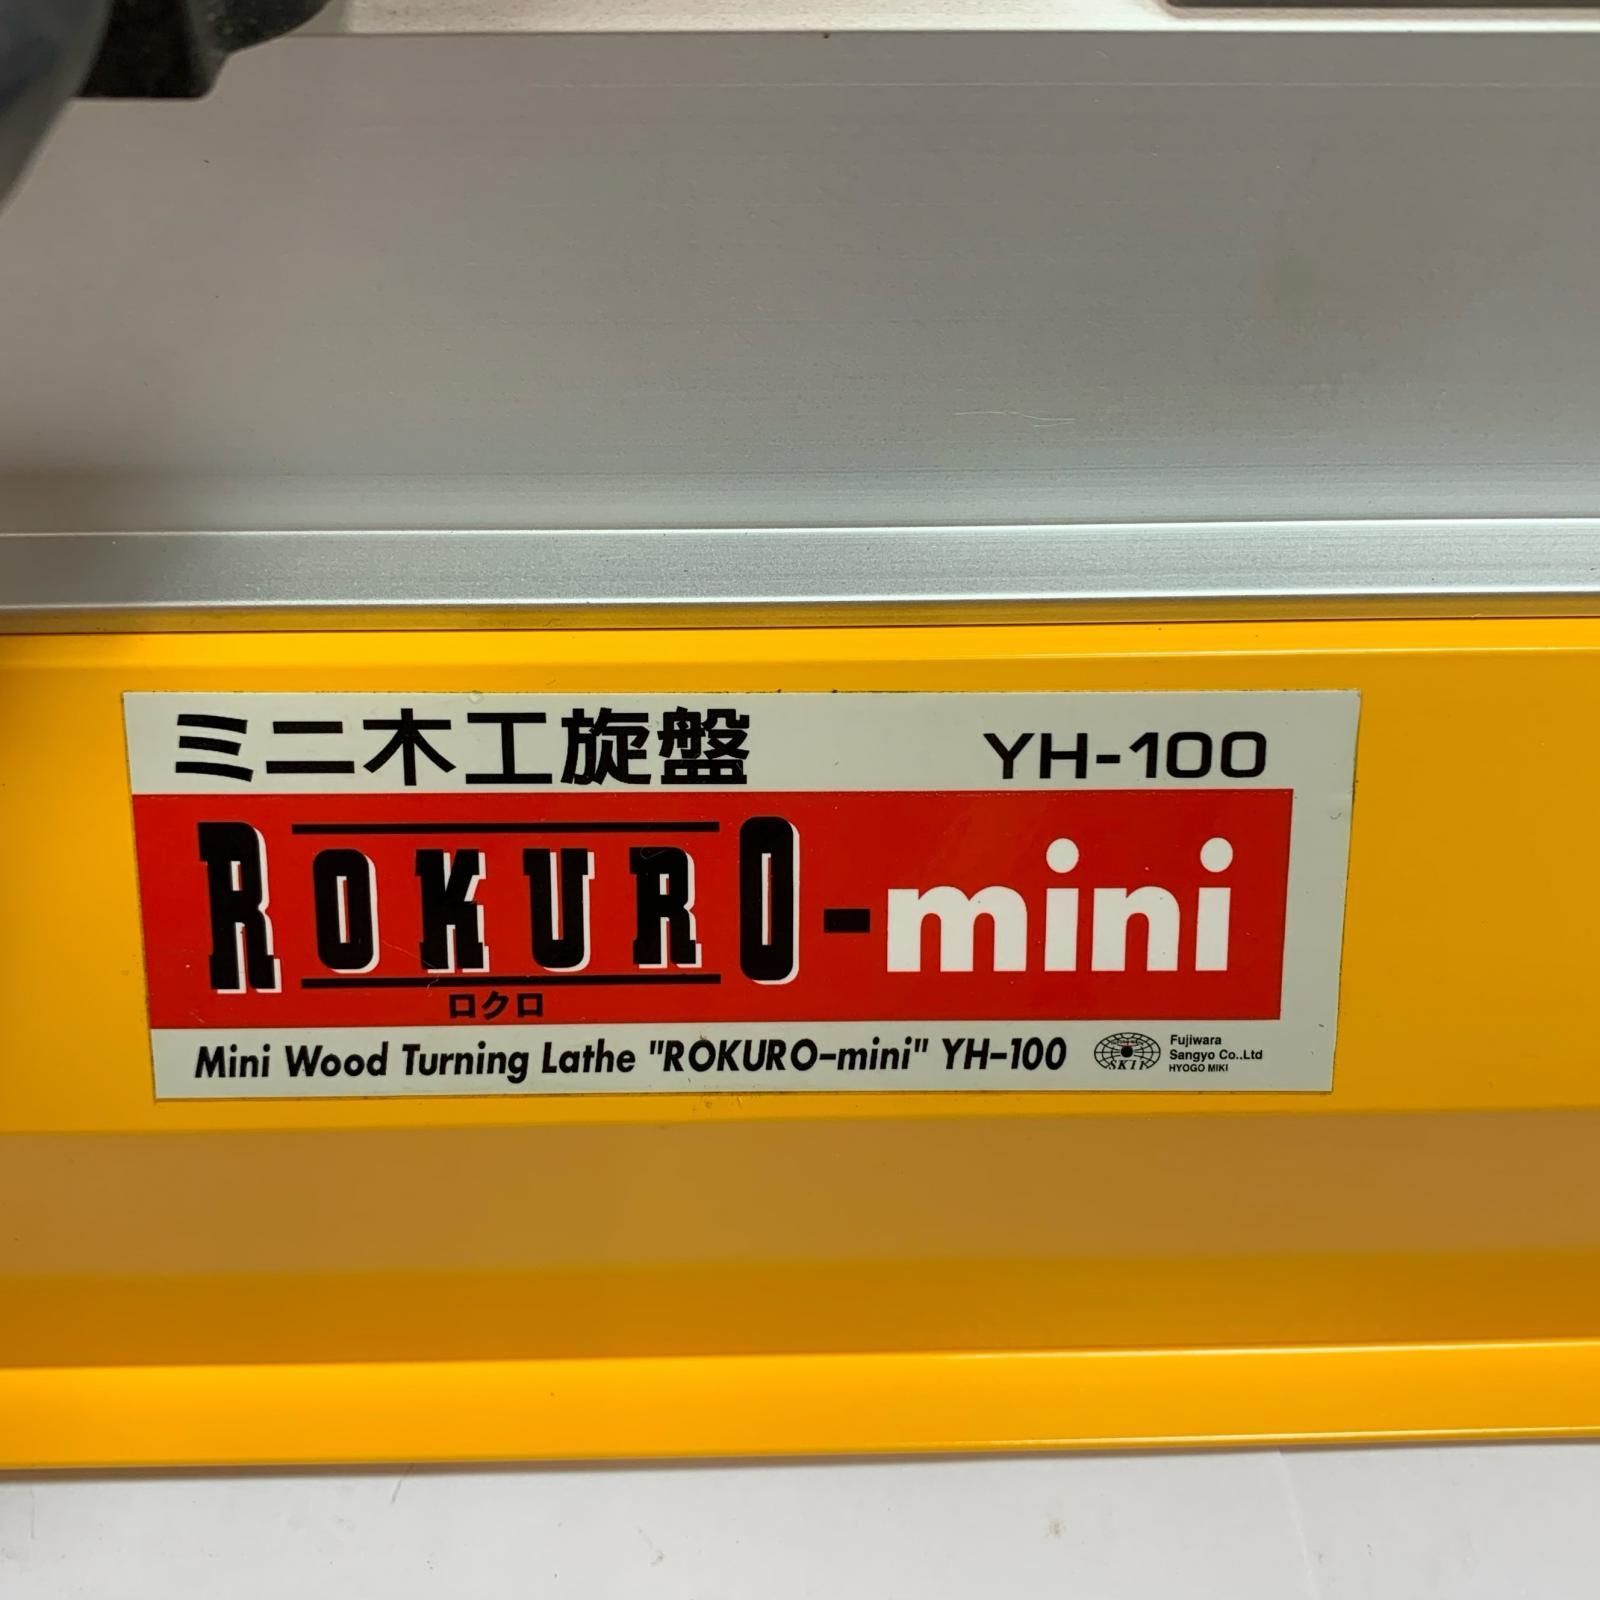 ミニ木工旋盤 YH-100
ROKURO-mini
ロクロ
Mini Wood Turning Lathe "ROKURO-mini" YH-100
SK11
Fujiwara
Sangyo Co.,Ltd
HYOGO MIKI